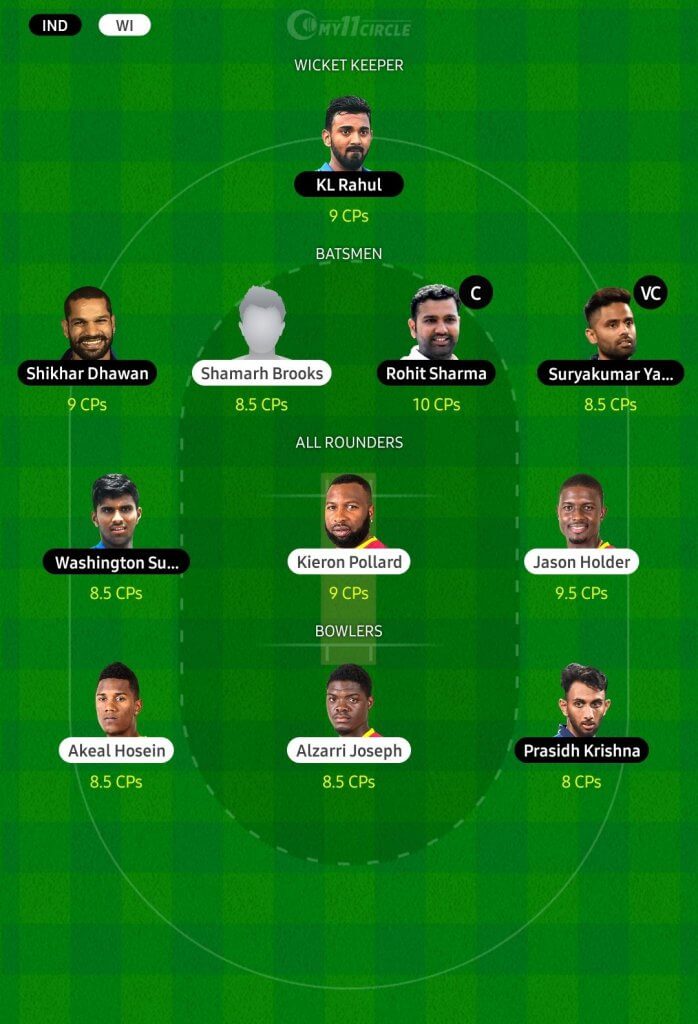 IND WI MY11CIRCLE
WICKET KEEPER
KL Rahul
9 CPs
BATSMEN
C VC
Shikhar Dhawan Shamarh Brooks Rohit Sharma Suryakumar Ya...
9 CPs 8.5 CPs 10 CPs 8.5 CPs
ALL ROUNDERS
Washington Su... Kieron Pollard Jason Holder
8.5 CPs 9 CPs 9.5 CPs
BOWLERS
Akeal Hosein Alzarri Joseph Prasidh Krishna
8.5 CPs 8.5 CPs 8 CPs